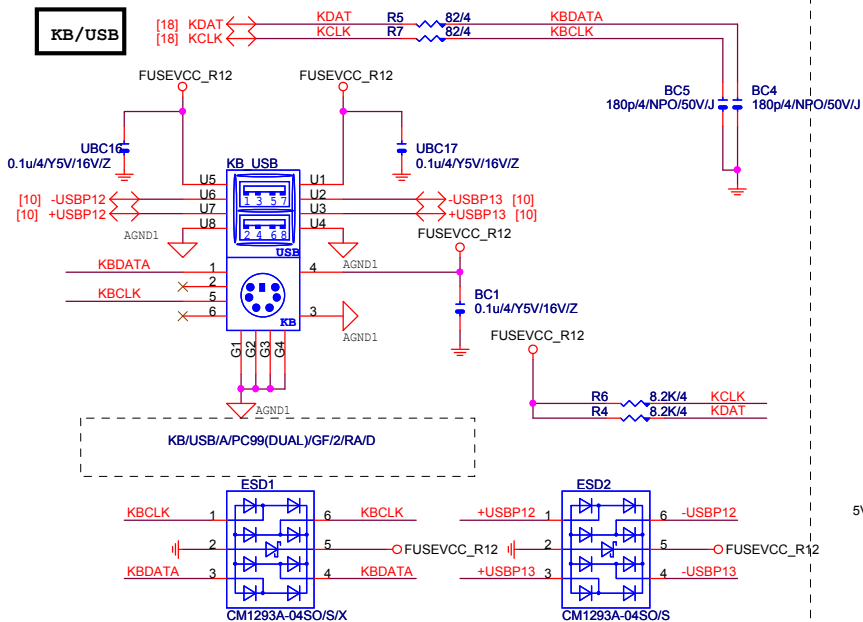 KB/USB
[18] KDAT KDAT R5 82/4 KBDATA
[18] KCLK KCLK R7 82/4 KBCLK
FUSEVCC_R12 FUSEVCC_R12
BC5 BC4
180p/4/NPO/50V/J 180p/4/NPO/50V/J
UBC16 UBC17
0.1u/4/Y5V/16V/Z 0.1u/4/Y5V/16V/Z
KB_USB
U5 U1
[10] -USBP12 U6 U2 -USBP13 [10]
1 3 5 7
[10] +USBP12 U7 U3 +USBP13 [10]
U8 U4
2 4 6 8
AGND1 FUSEVCC_R12
USB
AGND1
KBDATA 1 4
2
KBCLK 5
BC1
0.1u/4/Y5V/16V/Z
6 3
KB
AGND1
FUSEVCC_R12
G1 G2 G3 G4
R6 8.2K/4 KCLK
R4 8.2K/4 KDAT
AGND1
KB/USB/A/PC99(DUAL)/GF/2/RA/D
ESD1 ESD2
KBCLK 1 6 KBCLK +USBP12 1 6 -USBP12
5V
2 5 FUSEVCC_R12 2 5 FUSEVCC_R12
KBDATA 3 4 KBDATA +USBP13 3 4 -USBP13
CM1293A-04SO/S/X CM1293A-04SO/S